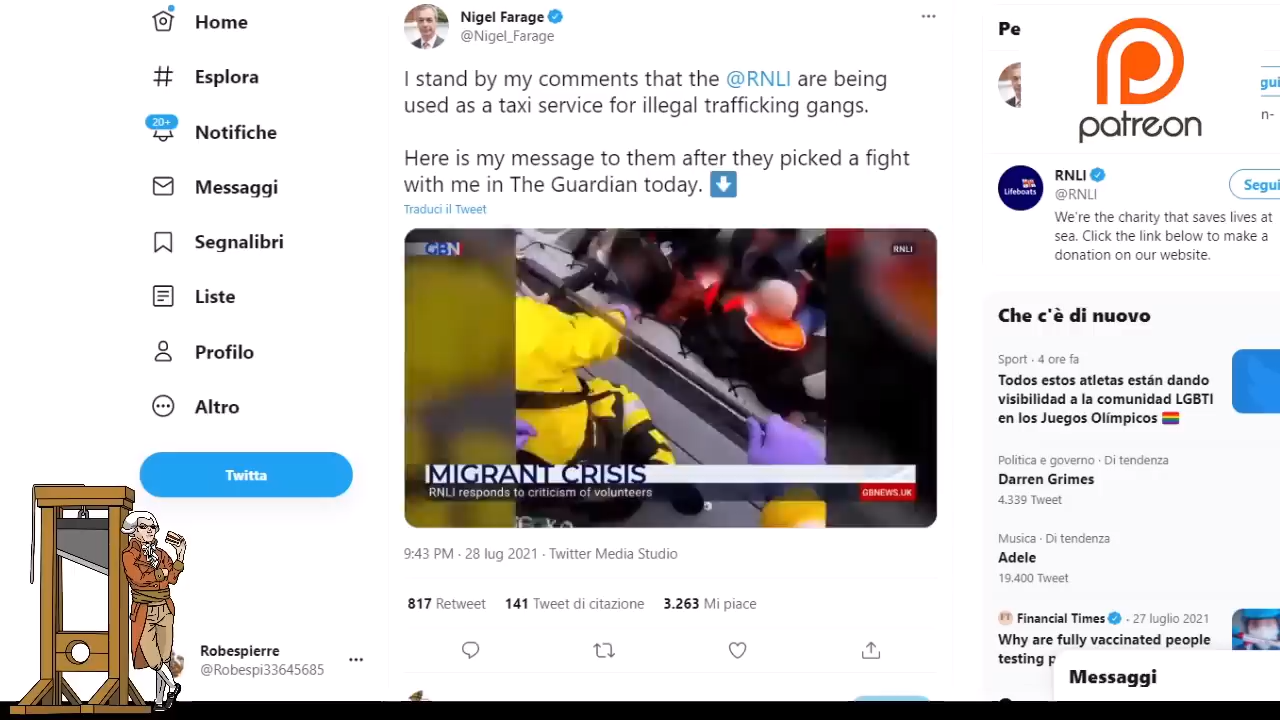 Home
Esplora
20+
Notifiche
Messaggi
Segnalibri
Liste
Profilo
Altro
Twitta
Robespierre
@Robespi33645685
Nigel Farage
@Nigel_Farage
I stand by my comments that the @RNLI are being
used as a taxi service for illegal trafficking gangs.
Here is my message to them after they picked a fight
with me in The Guardian today.
Traduci il Tweet
GBN
RNLI
MIGRANT CRISIS
RNLI responds to criticism of volunteers
GBNEWS.UK
9:43 PM · 28 lug 2021 · Twitter Media Studio
817 Retweet 141 Tweet di citazione 3.263 Mi piace
Pe
patreon
gui
n-
RNLI
@RNLI
Segui
Lifeboats
We're the charity that saves lives at
sea. Click the link below to make a
donation on our website.
Che c'è di nuovo
Sport · 4 ore fa
Todos estos atletas están dando
visibilidad a la comunidad LGBTI
en los Juegos Olímpicos
Politica e governo · Di tendenza
Darren Grimes
4.339 Tweet
Musica · Di tendenza
Adele
19.400 Tweet
Financial Times · 27 luglio 2021
Why are fully vaccinated people
testing p
Messaggi